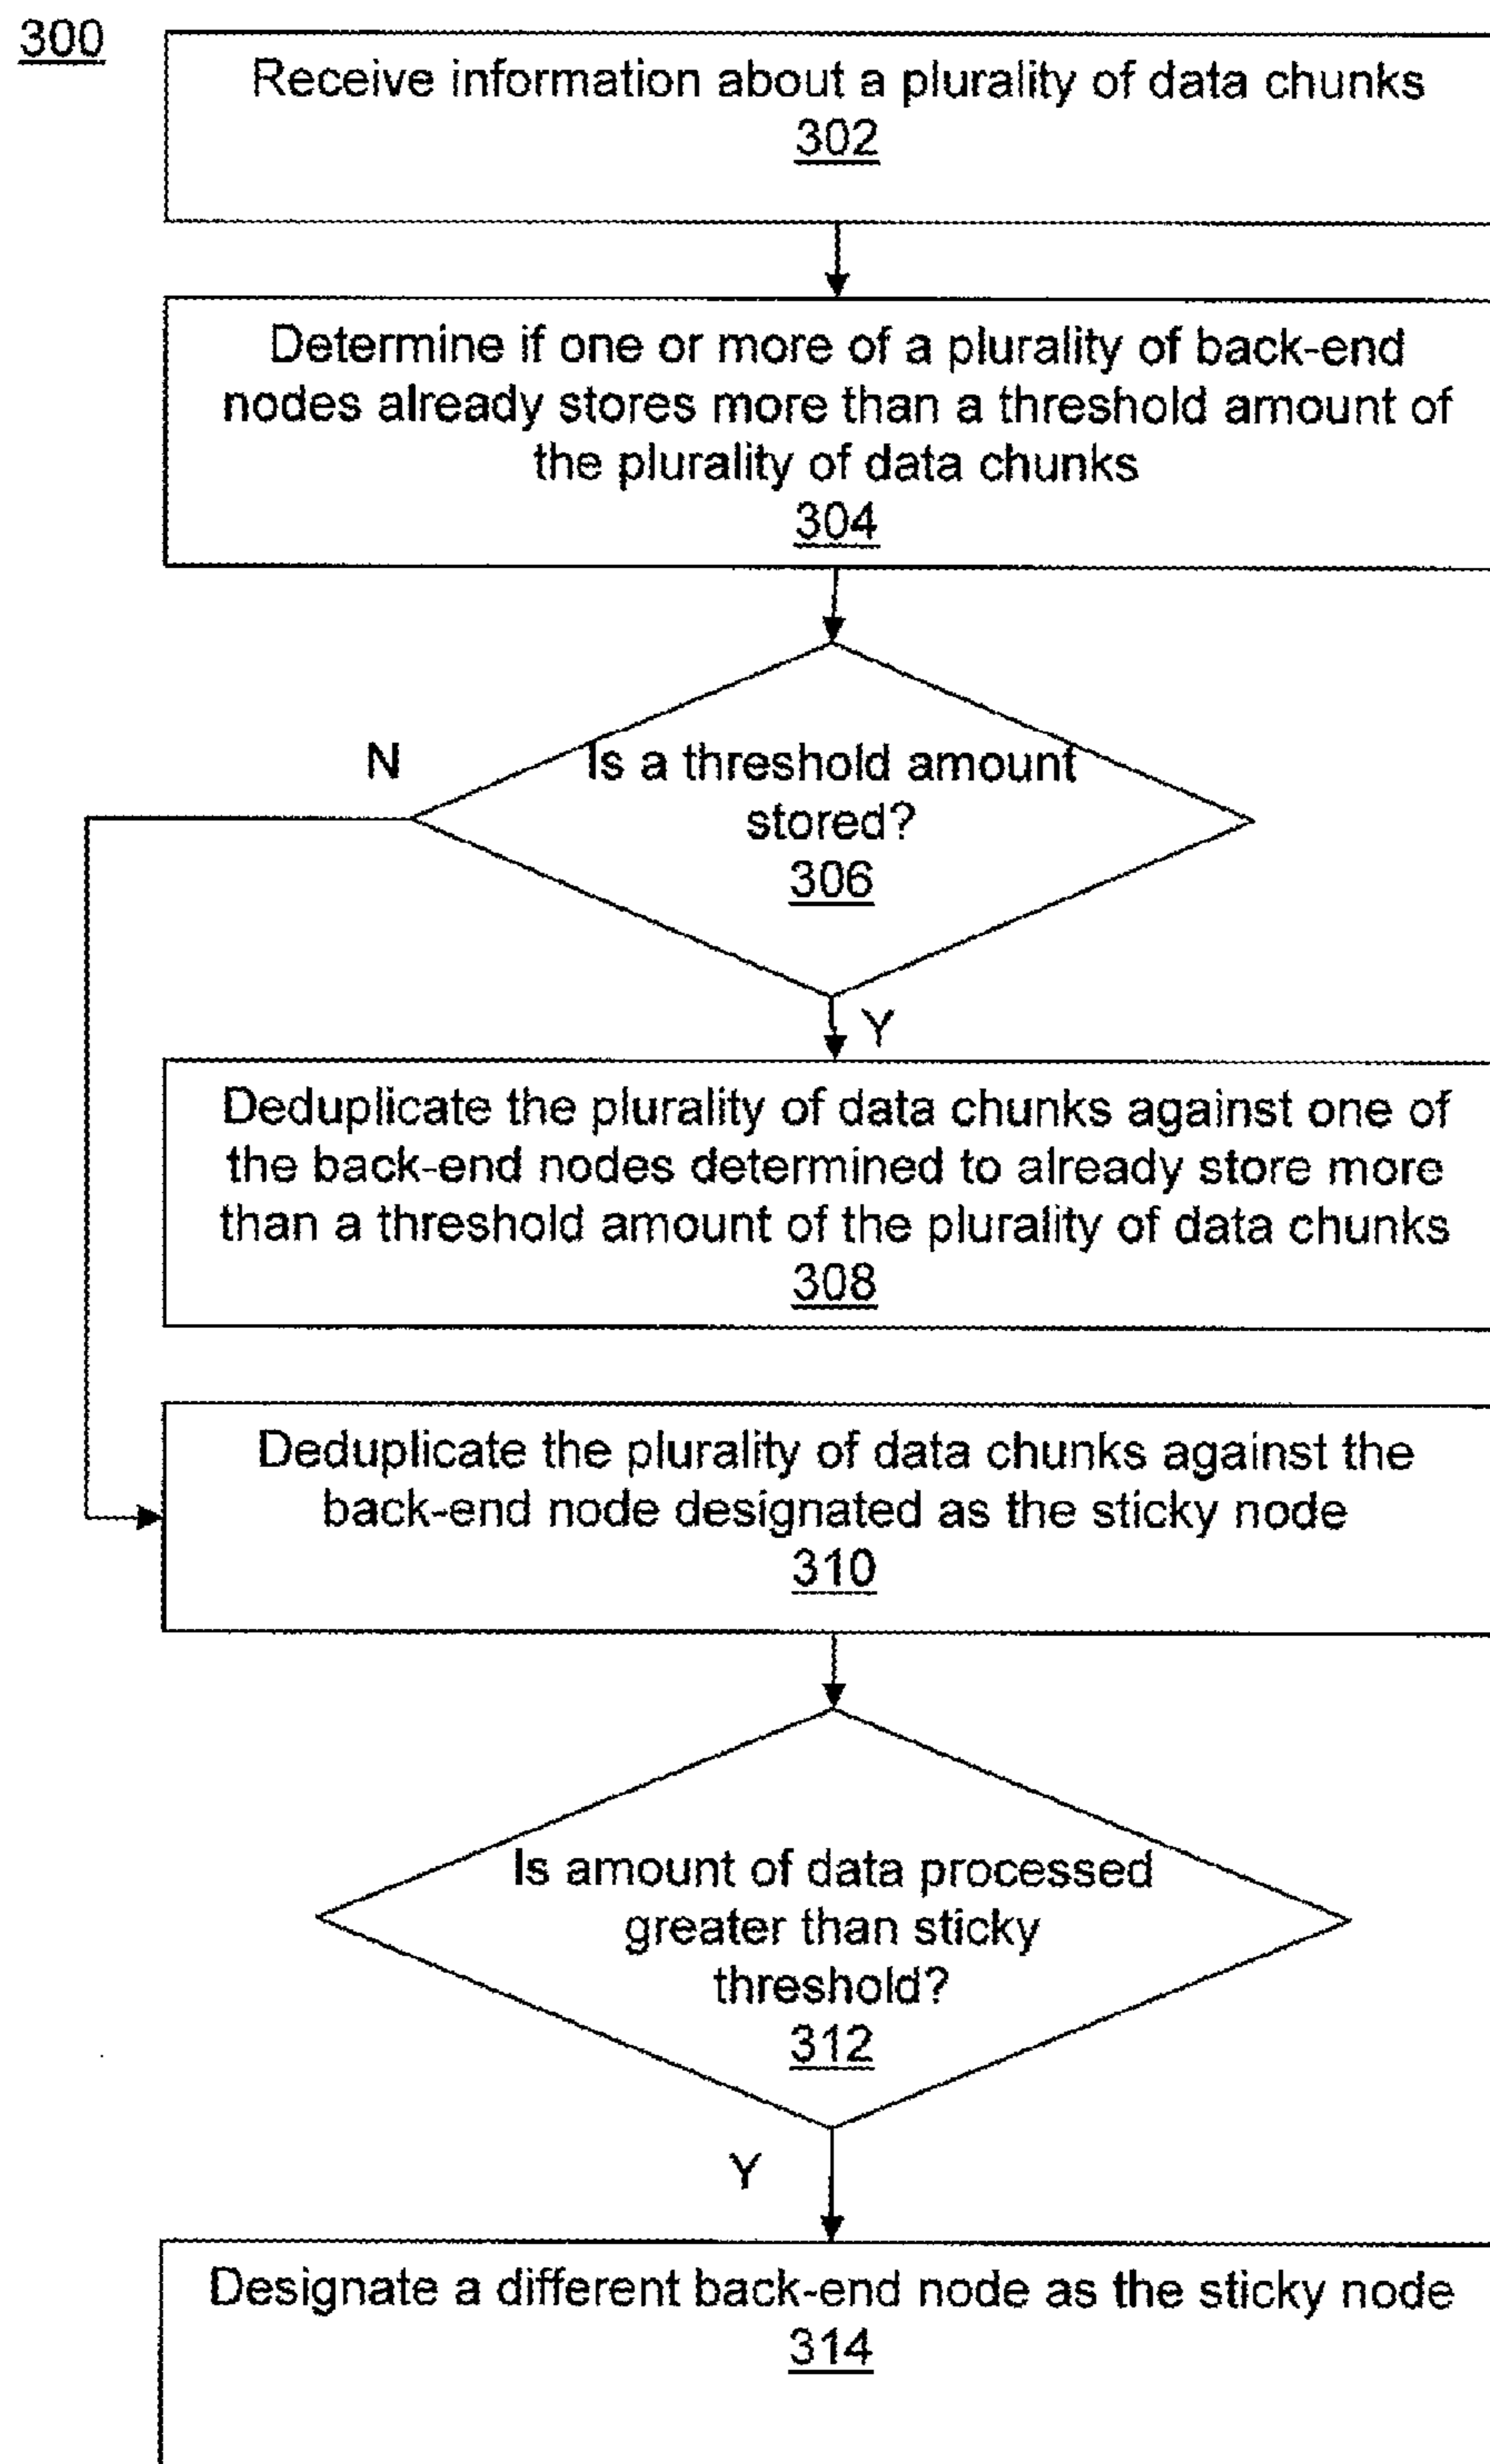 300
Receive information about a plurality of data chunks
302
Determine if one or more of a plurality of back-end
nodes already stores more than a threshold amount of
the plurality of data chunks
304
N
Is a threshold amount
stored?
306
Y
Deduplicate the plurality of data chunks against one of
the back-end nodes determined to already store more
than a threshold amount of the plurality of data chunks
308
Deduplicate the plurality of data chunks against the
back-end node designated as the sticky node
310
Is amount of data processed
greater than sticky
threshold?
312
Y
Designate a different back-end node as the sticky node
314